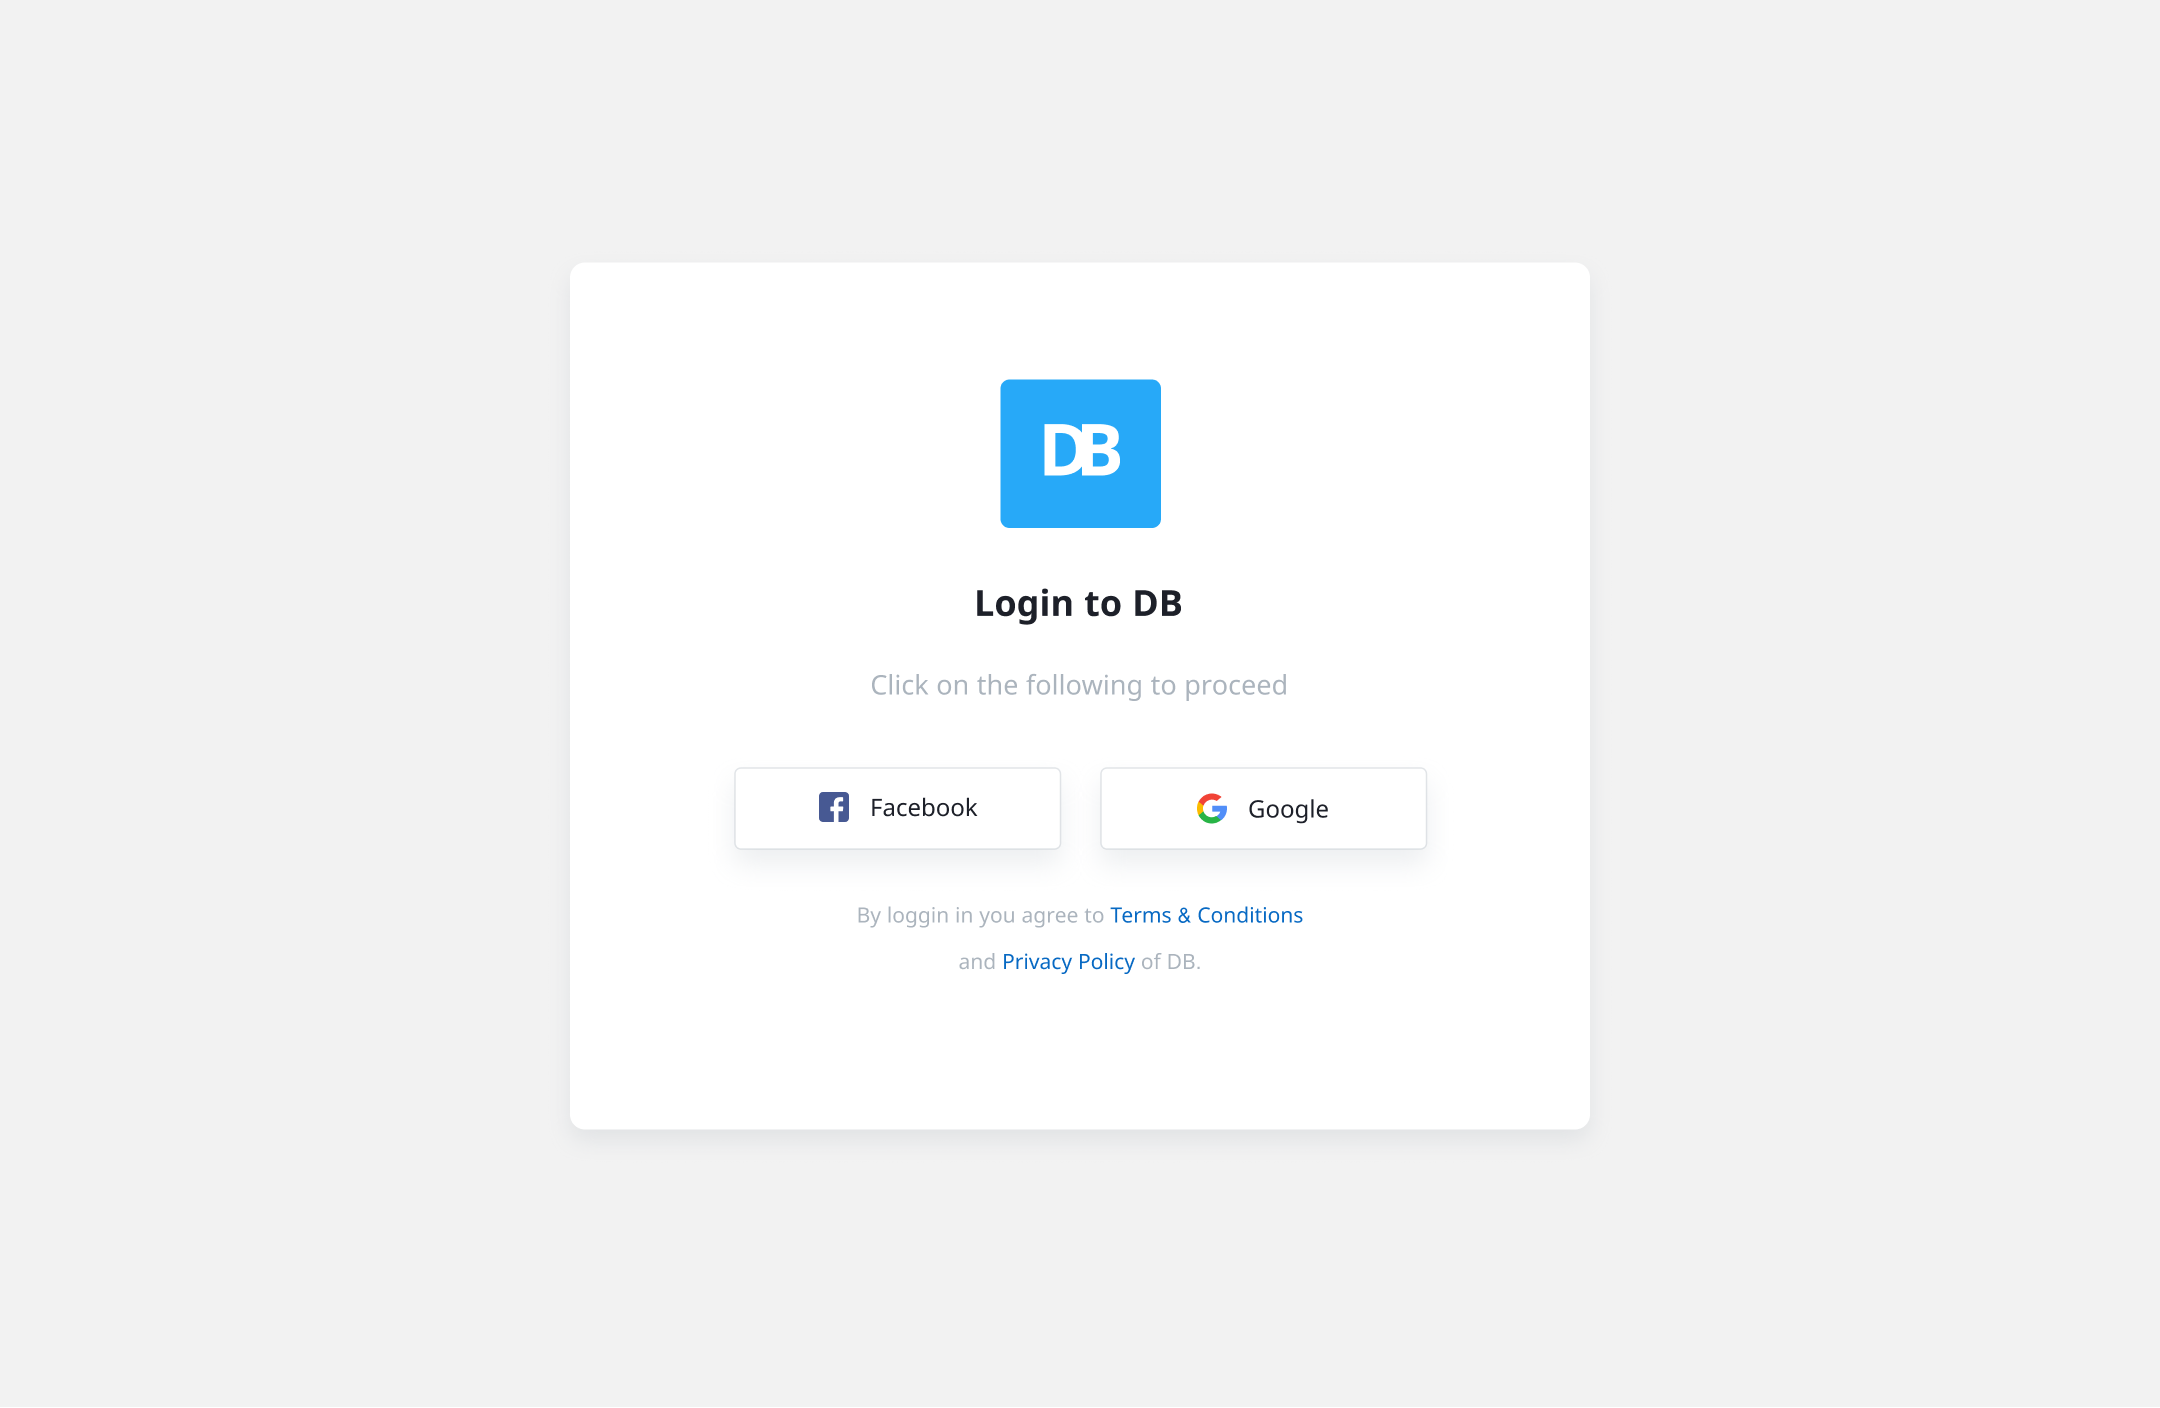 DB
Login to DB
Click on the following to proceed
Facebook
Google
By loggin in you agree to Terms & Conditions
and Privacy Policy of DB.